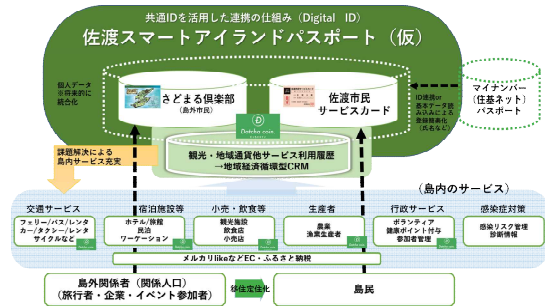 共通IDを活用した連携の仕組み(Digital ID)
佐渡スマートアイランドパスポート(仮)
個人データ
※将来的に
統合化
さどまる倶楽部
(島外市民)
佐渡市民
サービスカード
ID連携or
基本データ読
み込みによる
登録簡素化
(氏名など)
マイナンバー
(住基ネット)
パスポート
Dotcha coin
課題解決による
島内サービス充実
観光・地域通貨他サービス利用履歴
→地域経済循環型CRM
(島内のサービス)
交通サービス
宿泊施設等
小売・飲食等
生産者
行政サービス
感染症対策
フェリー/バス/レンタ
カー/タクシー/レンタ
サイクルなど
ホテル/旅館
民泊
ワーケーション
観光施設
飲食店
小売店
農業
漁業生産者
ボランティア
健康ポイント付与
参加者管理
感染リスク管理
診断情報
メルカリlikeなどEC・ふるさと納税
島外関係者(関係人口)
(旅行者・企業・イベント参加者)
移住定住化
島民